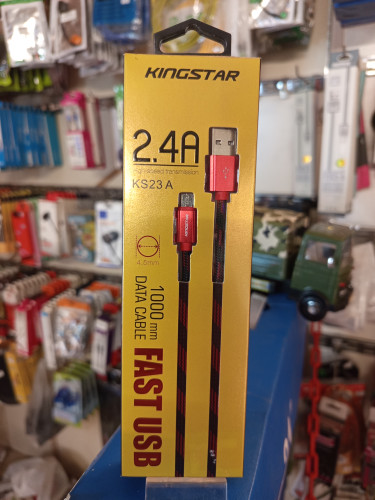 KINGSTAR
2.4A
KS23 A
4.5mm
1000 mm
DATA CABLE
FAST USB